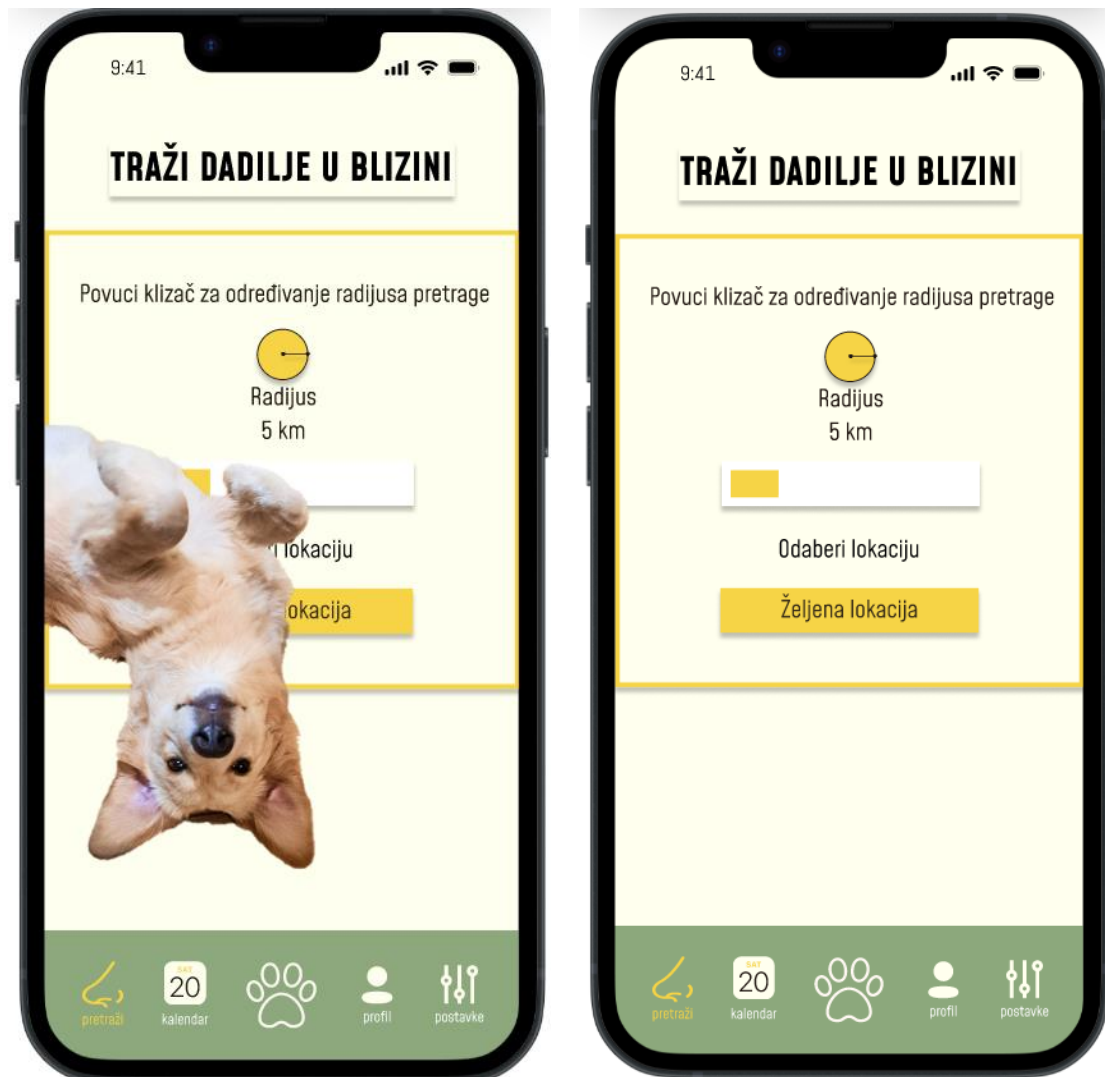 9:41
TRAŽI DADILJE U BLIZINI
Povuci klizač za određivanje radijusa pretrage
Radijus
5 km
lokaciju
okacija
SAT
20
pretraži
kalendar
profil
postavke
9:41
TRAŽI DADILJE U BLIZINI
Povuci klizač za određivanje radijusa pretrage
Radijus
5 km
Odaberi lokaciju
Željena lokacija
SAT
20
pretraži
kalendar
profil
postavke